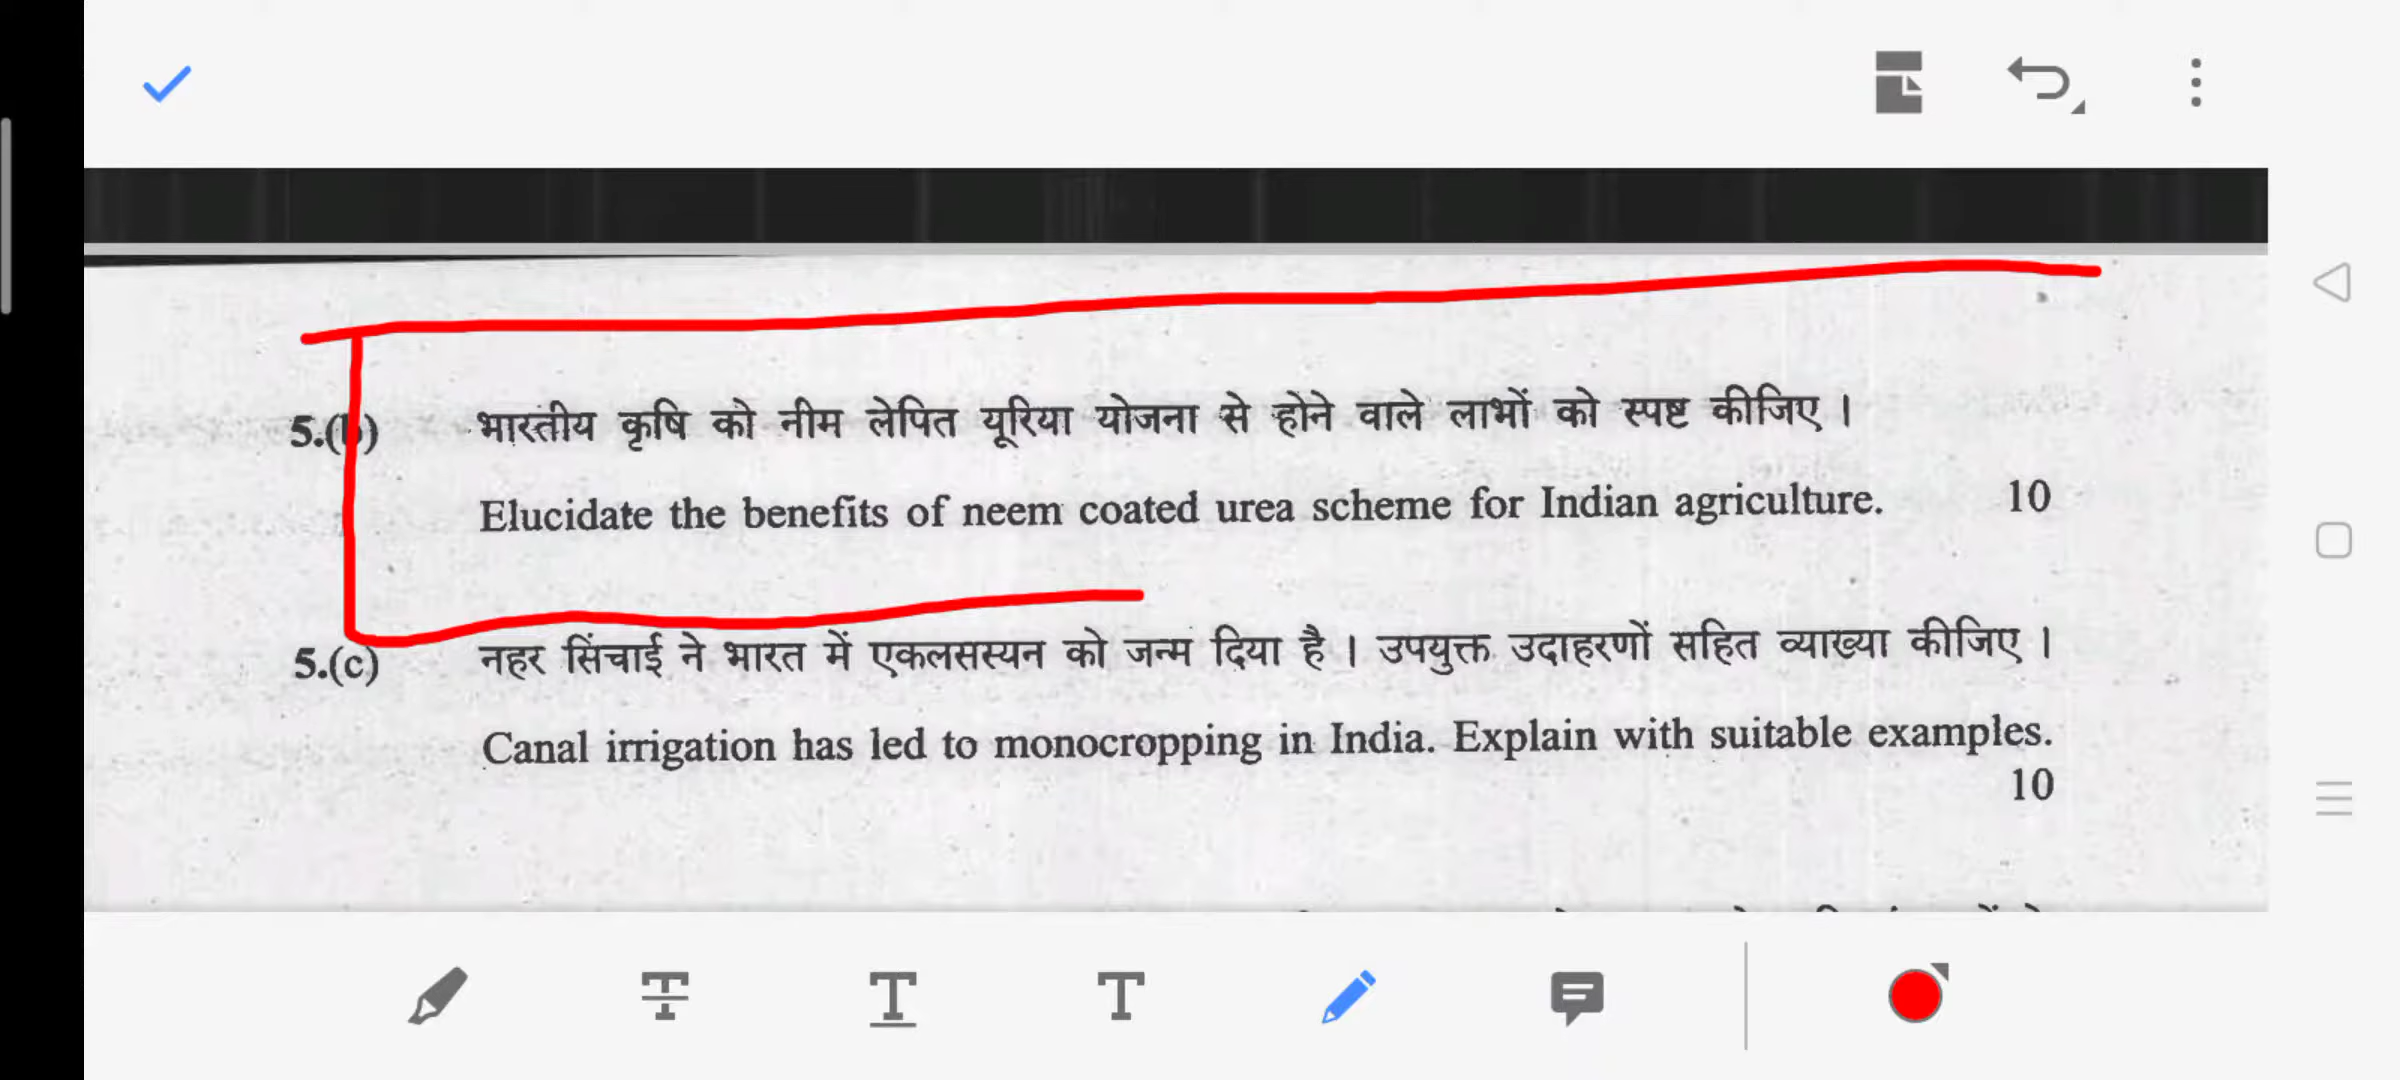 5.(b) भारतीय कृषि को नीम लेपित यूरिया योजना से होने वाले लाभों को स्पष्ट कीजिए ।
Elucidate the benefits of neem coated urea scheme for Indian agriculture. 10
5.(c) नहर सिंचाई ने भारत में एकलसस्यन को जन्म दिया है । उपयुक्त उदाहरणों सहित व्याख्या कीजिए ।
Canal irrigation has led to monocropping in India. Explain with suitable examples.
10